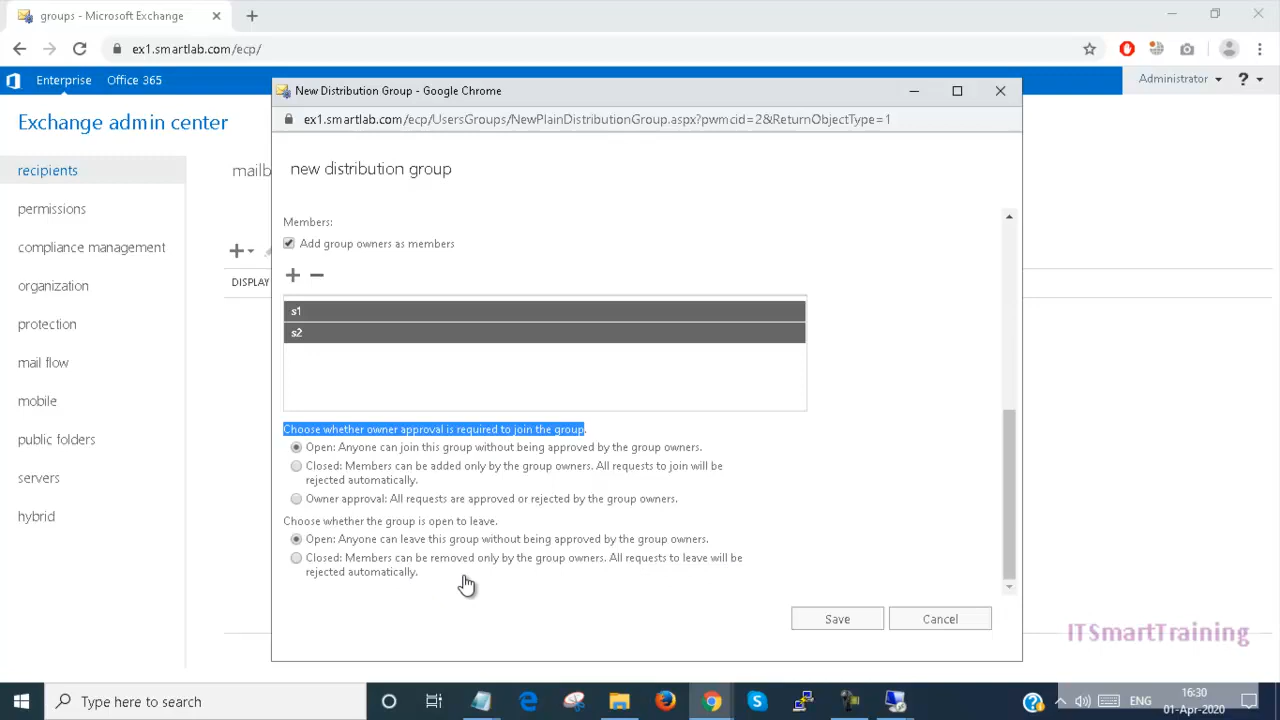 groups - Microsoft Exchange
ex1.smartlab.com/ecp/
Enterprise Office 365
Administrator ?
Exchange admin center
recipients
permissions
compliance management
organization
protection
mail flow
mobile
public folders
servers
hybrid
mailb
DISPLAY
New Distribution Group - Google Chrome
ex1.smartlab.com/ecp/UsersGroups/NewPlainDistributionGroup.aspx?pwmcid=2&ReturnObjectType=1
new distribution group
Members:
Add group owners as members
s1
s2
Choose whether owner approval is required to join the group.
Open: Anyone can join this group without being approved by the group owners.
Closed: Members can be added only by the group owners. All requests to join will be
rejected automatically.
Owner approval: All requests are approved or rejected by the group owners.
Choose whether the group is open to leave.
Open: Anyone can leave this group without being approved by the group owners.
Closed: Members can be removed only by the group owners. All requests to leave will be
rejected automatically.
Save Cancel
ITSmartTraining
Type here to search
ENG
16:30
01-Apr-2020